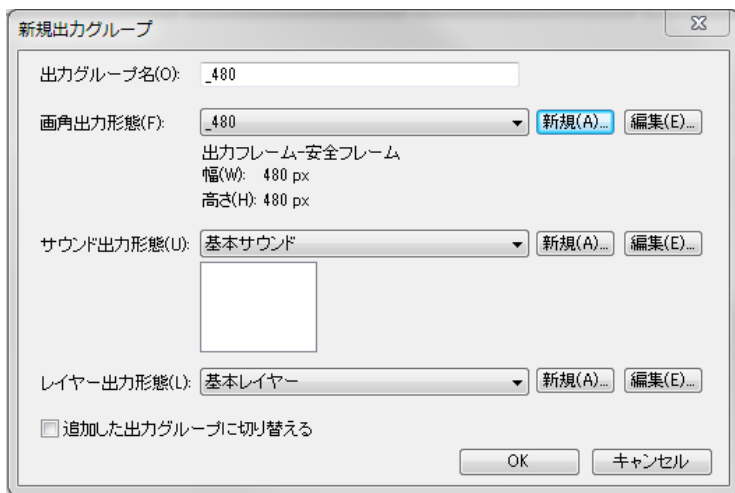 新規出力グループ
出力グループ名(O): _480
画角出力形態(F): _480 新規(A)... 編集(E)...
出力フレーム-安全フレーム
幅(W): 480 px
高さ(H): 480 px
サウンド出力形態(U): 基本サウンド 新規(A)... 編集(E)...
レイヤー出力形態(L): 基本レイヤー 新規(A)... 編集(E)...
追加した出力グループに切り替える
OK キャンセル